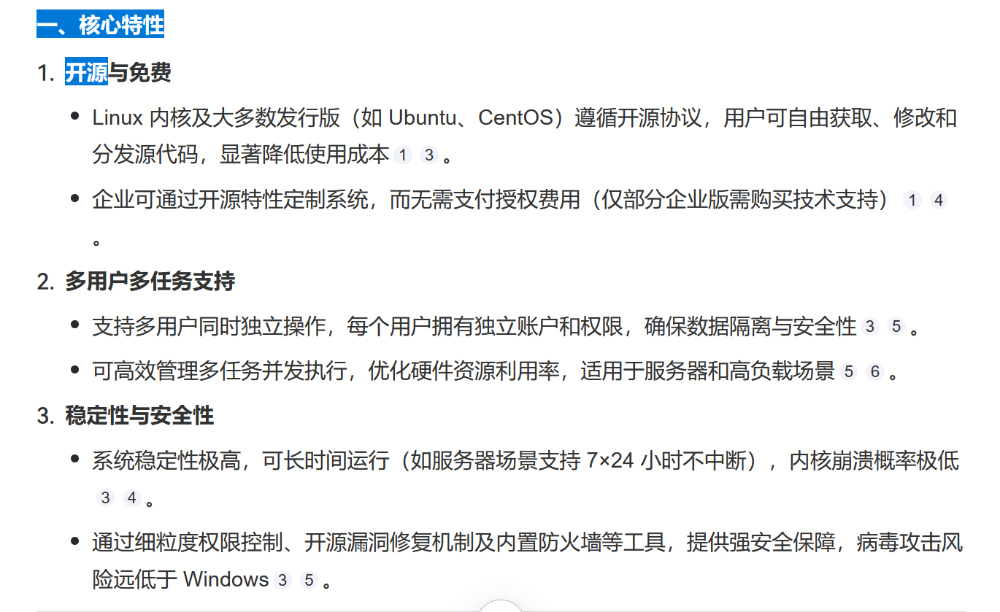 一、核心特性
1. 开源与免费
• Linux 内核及大多数发行版（如 Ubuntu、CentOS）遵循开源协议，用户可自由获取、修改和
分发源代码，显著降低使用成本 1 3 。
• 企业可通过开源特性定制系统，而无需支付授权费用（仅部分企业版需购买技术支持） 1 4
。
2. 多用户多任务支持
• 支持多用户同时独立操作，每个用户拥有独立账户和权限，确保数据隔离与安全性 3 5 。
• 可高效管理多任务并发执行，优化硬件资源利用率，适用于服务器和高负载场景 5 6 。
3. 稳定性与安全性
• 系统稳定性极高，可长时间运行（如服务器场景支持 7×24 小时不中断），内核崩溃概率极低
3 4 。
• 通过细粒度权限控制、开源漏洞修复机制及内置防火墙等工具，提供强安全保障，病毒攻击风
险远低于 Windows 3 5 。